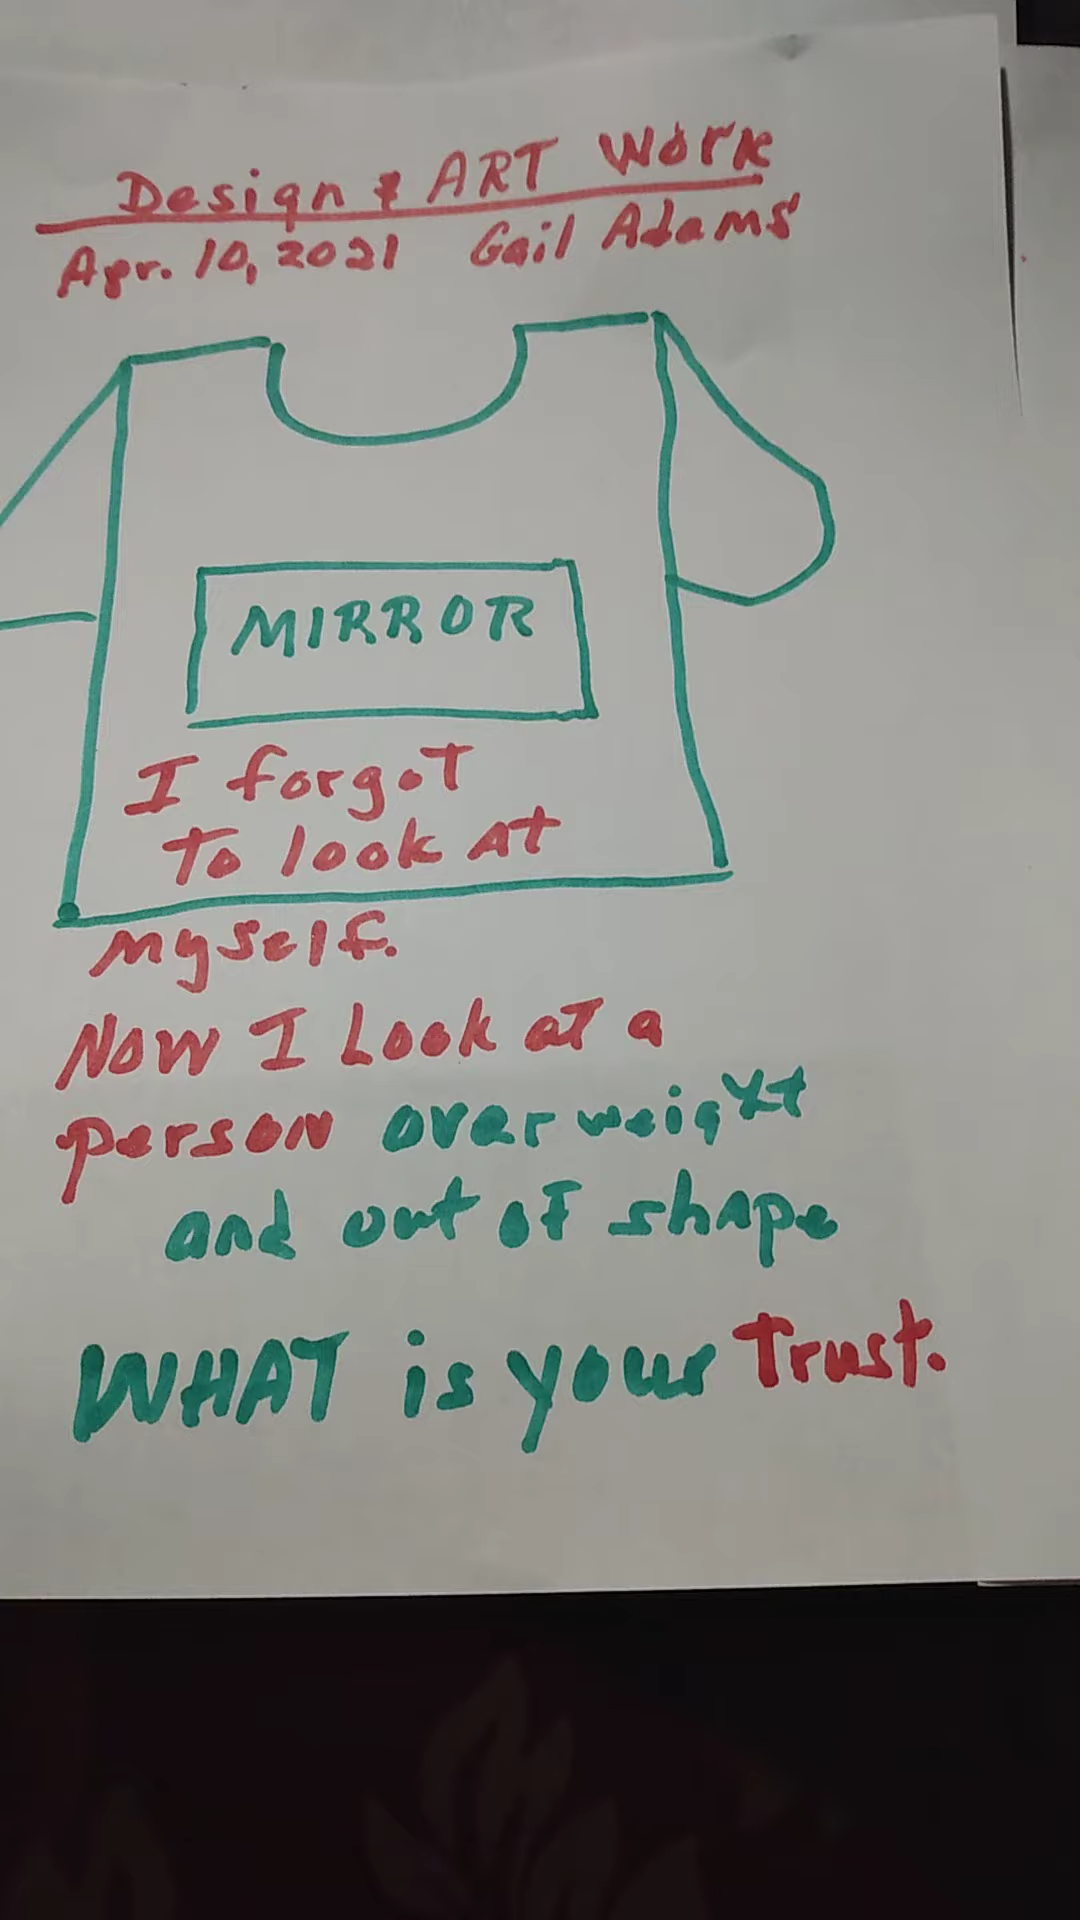 Design & ART Work
Apr. 10, 2021 Gail Adams
MIRROR
I forgot
To look at
myself.
Now I Look at a
person overweight
and out of shape
WHAT is your Trust.